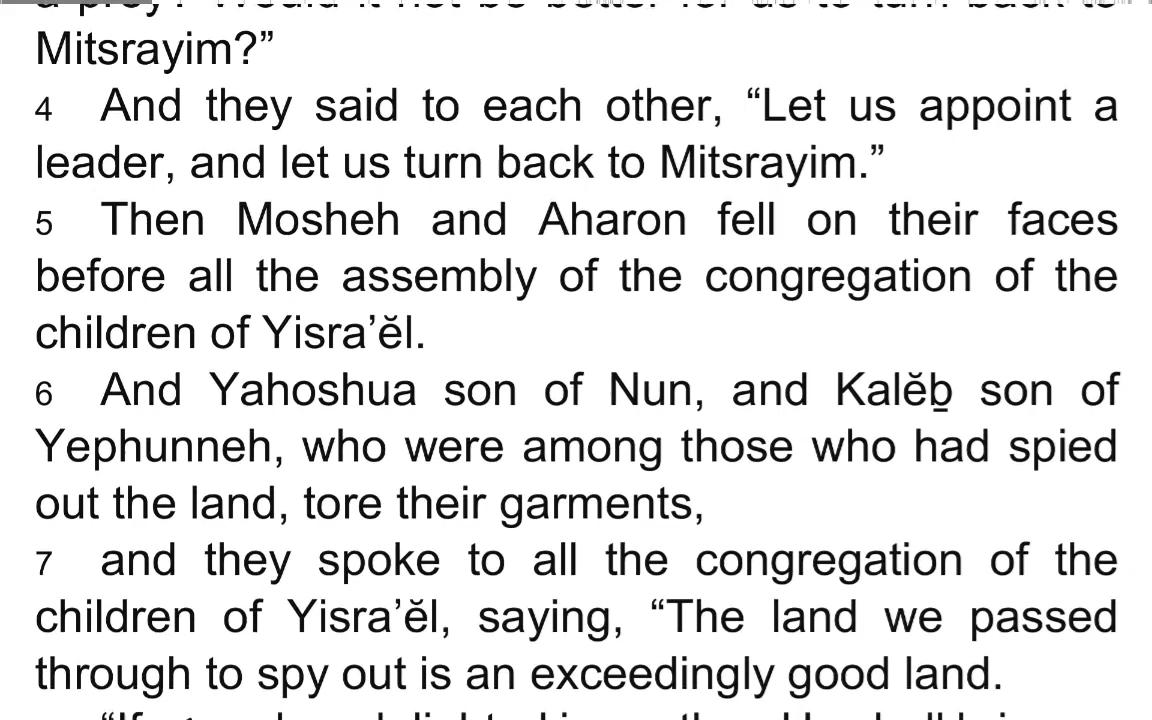 Mitsrayim?”
4 And they said to each other, “Let us appoint a
leader, and let us turn back to Mitsrayim.”
5 Then Mosheh and Aharon fell on their faces
before all the assembly of the congregation of the
children of Yisra’ĕl.
6 And Yahoshua son of Nun, and Kalĕḇ son of
Yephunneh, who were among those who had spied
out the land, tore their garments,
7 and they spoke to all the congregation of the
children of Yisra’ĕl, saying, “The land we passed
through to spy out is an exceedingly good land.